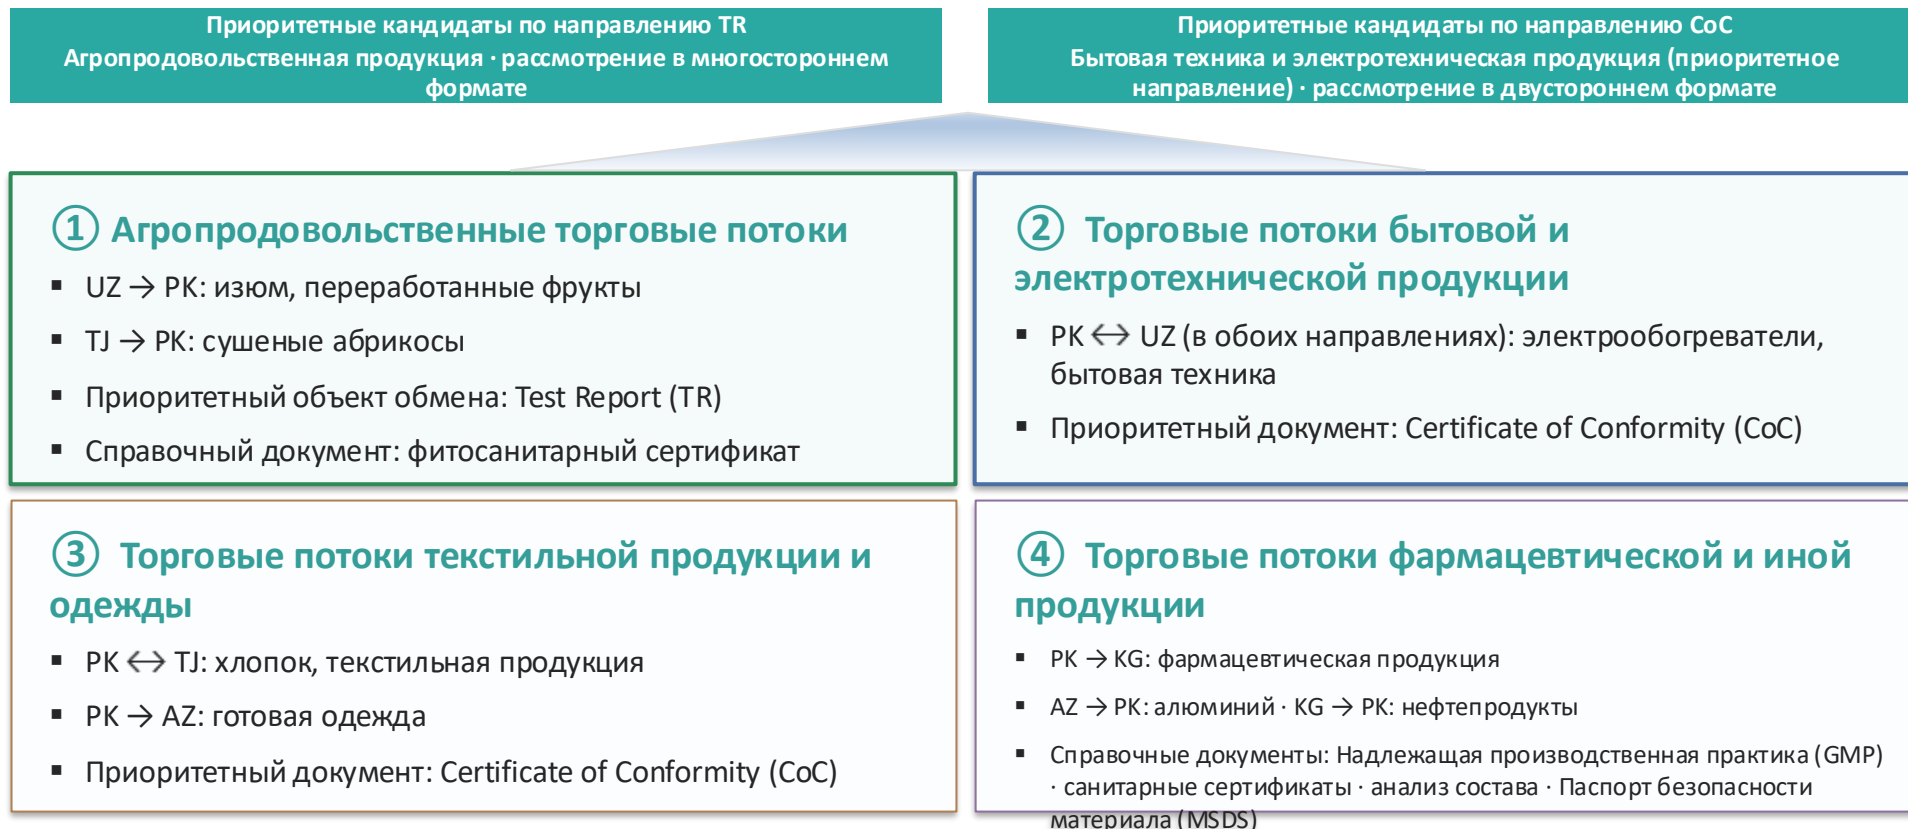 Приоритетные кандидаты по направлению TR
Агропродовольственная продукция · рассмотрение в многостороннем
формате
Приоритетные кандидаты по направлению CoC
Бытовая техника и электротехническая продукция (приоритетное
направление) · рассмотрение в двустороннем формате
① Агропродовольственные торговые потоки
▪ UZ → PK: изюм, переработанные фрукты
▪ TJ → PK: сушеные абрикосы
▪ Приоритетный объект обмена: Test Report (TR)
▪ Справочный документ: фитосанитарный сертификат
② Торговые потоки бытовой и
электротехнической продукции
▪ PK ↔ UZ (в обоих направлениях): электрообогреватели,
бытовая техника
▪ Приоритетный документ: Certificate of Conformity (CoC)
③ Торговые потоки текстильной продукции и
одежды
▪ PK ↔ TJ: хлопок, текстильная продукция
▪ PK → AZ: готовая одежда
▪ Приоритетный документ: Certificate of Conformity (CoC)
④ Торговые потоки фармацевтической и иной
продукции
▪ PK → KG: фармацевтическая продукция
▪ AZ → PK: алюминий · KG → PK: нефтепродукты
▪ Справочные документы: Надлежащая производственная практика (GMP)
· санитарные сертификаты · анализ состава · Паспорт безопасности
материала (MSDS)